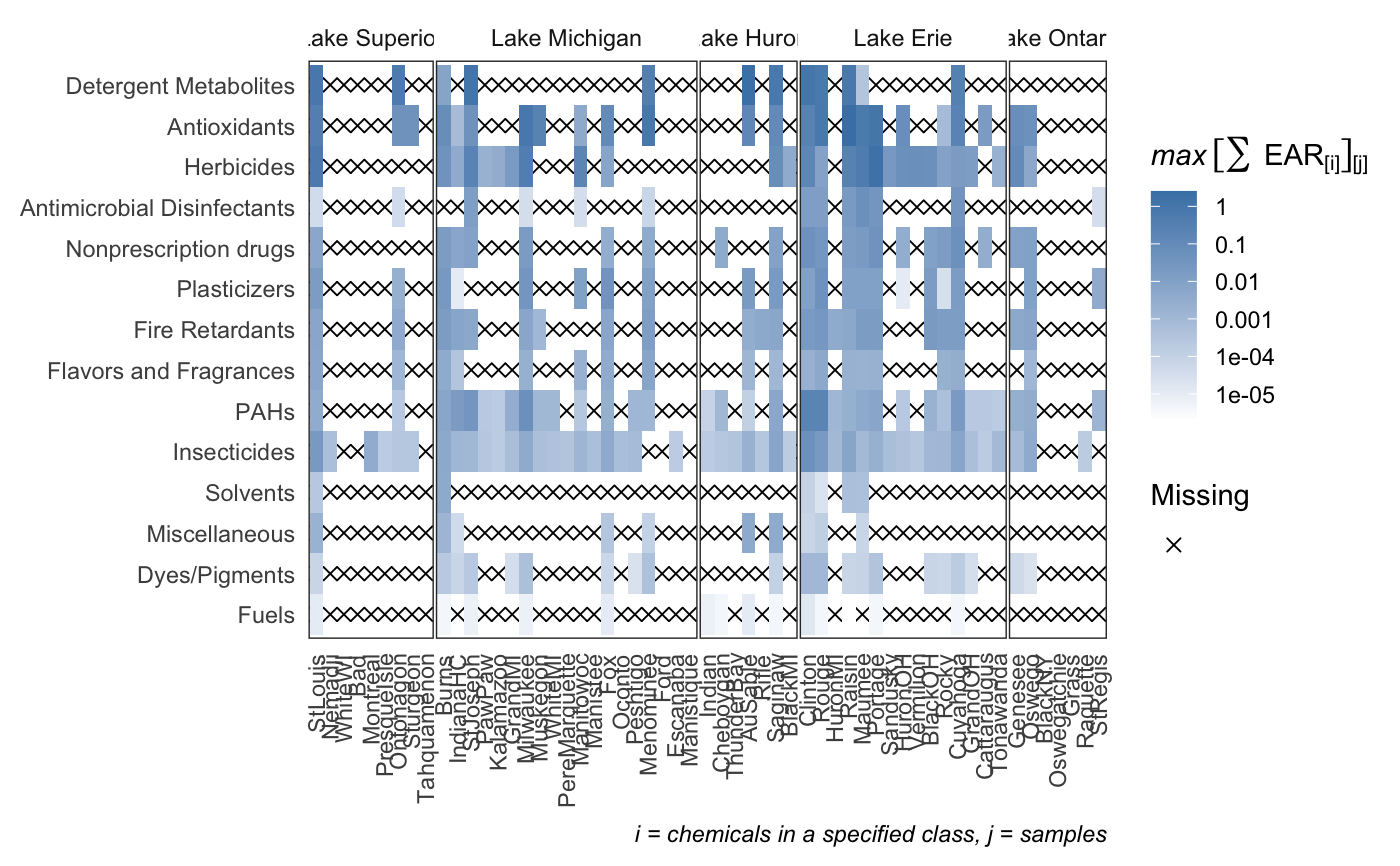 ake Superio
Lake Michigan
ake Huro
Lake Erie
ake Ontar
Detergent Metabolites
Antioxidants
Herbicides
Antimicrobial Disinfectants
Nonprescription drugs
Plasticizers
Fire Retardants
Flavors and Fragrances
PAHs
Insecticides
Solvents
Miscellaneous
Dyes/Pigments
Fuels
StLouis
Nemadji
WhiteWI
Bad
Montreal
PresqueIsle
Ontonagon
Sturgeon
Tahquamenon
Burns
IndianaHC
StJoseph
PawPaw
Kalamazoo
GrandMI
Milwaukee
Muskegon
WhiteMI
PereMarquette
Manitowoc
Manistee
Fox
Oconto
Peshtigo
Menominee
Ford
Escanaba
Manistique
Indian
Cheboygan
ThunderBay
AuSable
Rifle
Saginaw
BlackMI
Clinton
Rouge
HuronMI
Raisin
Maumee
Portage
Sandusky
HuronOH
Vermilion
BlackOH
Rocky
Cuyahoga
GrandOH
Cattaraugus
Tonawanda
Genesee
Oswego
BlackNY
Oswegatchie
Grass
Raquette
StRegis
max [∑ EAR[i]][j]
1
0.1
0.01
0.001
1e-04
1e-05
Missing
i = chemicals in a specified class, j = samples